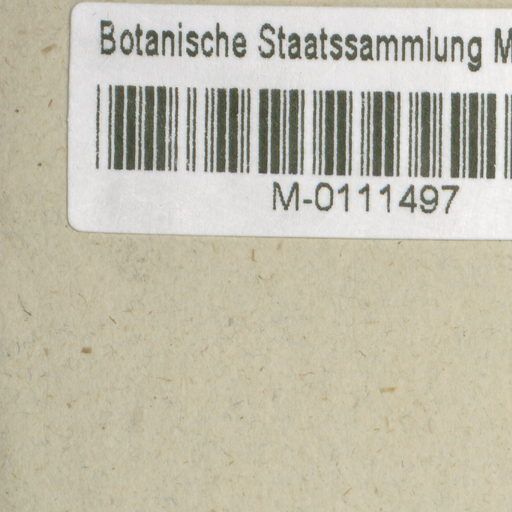 Botanische Staatssammlung M
M-0111497